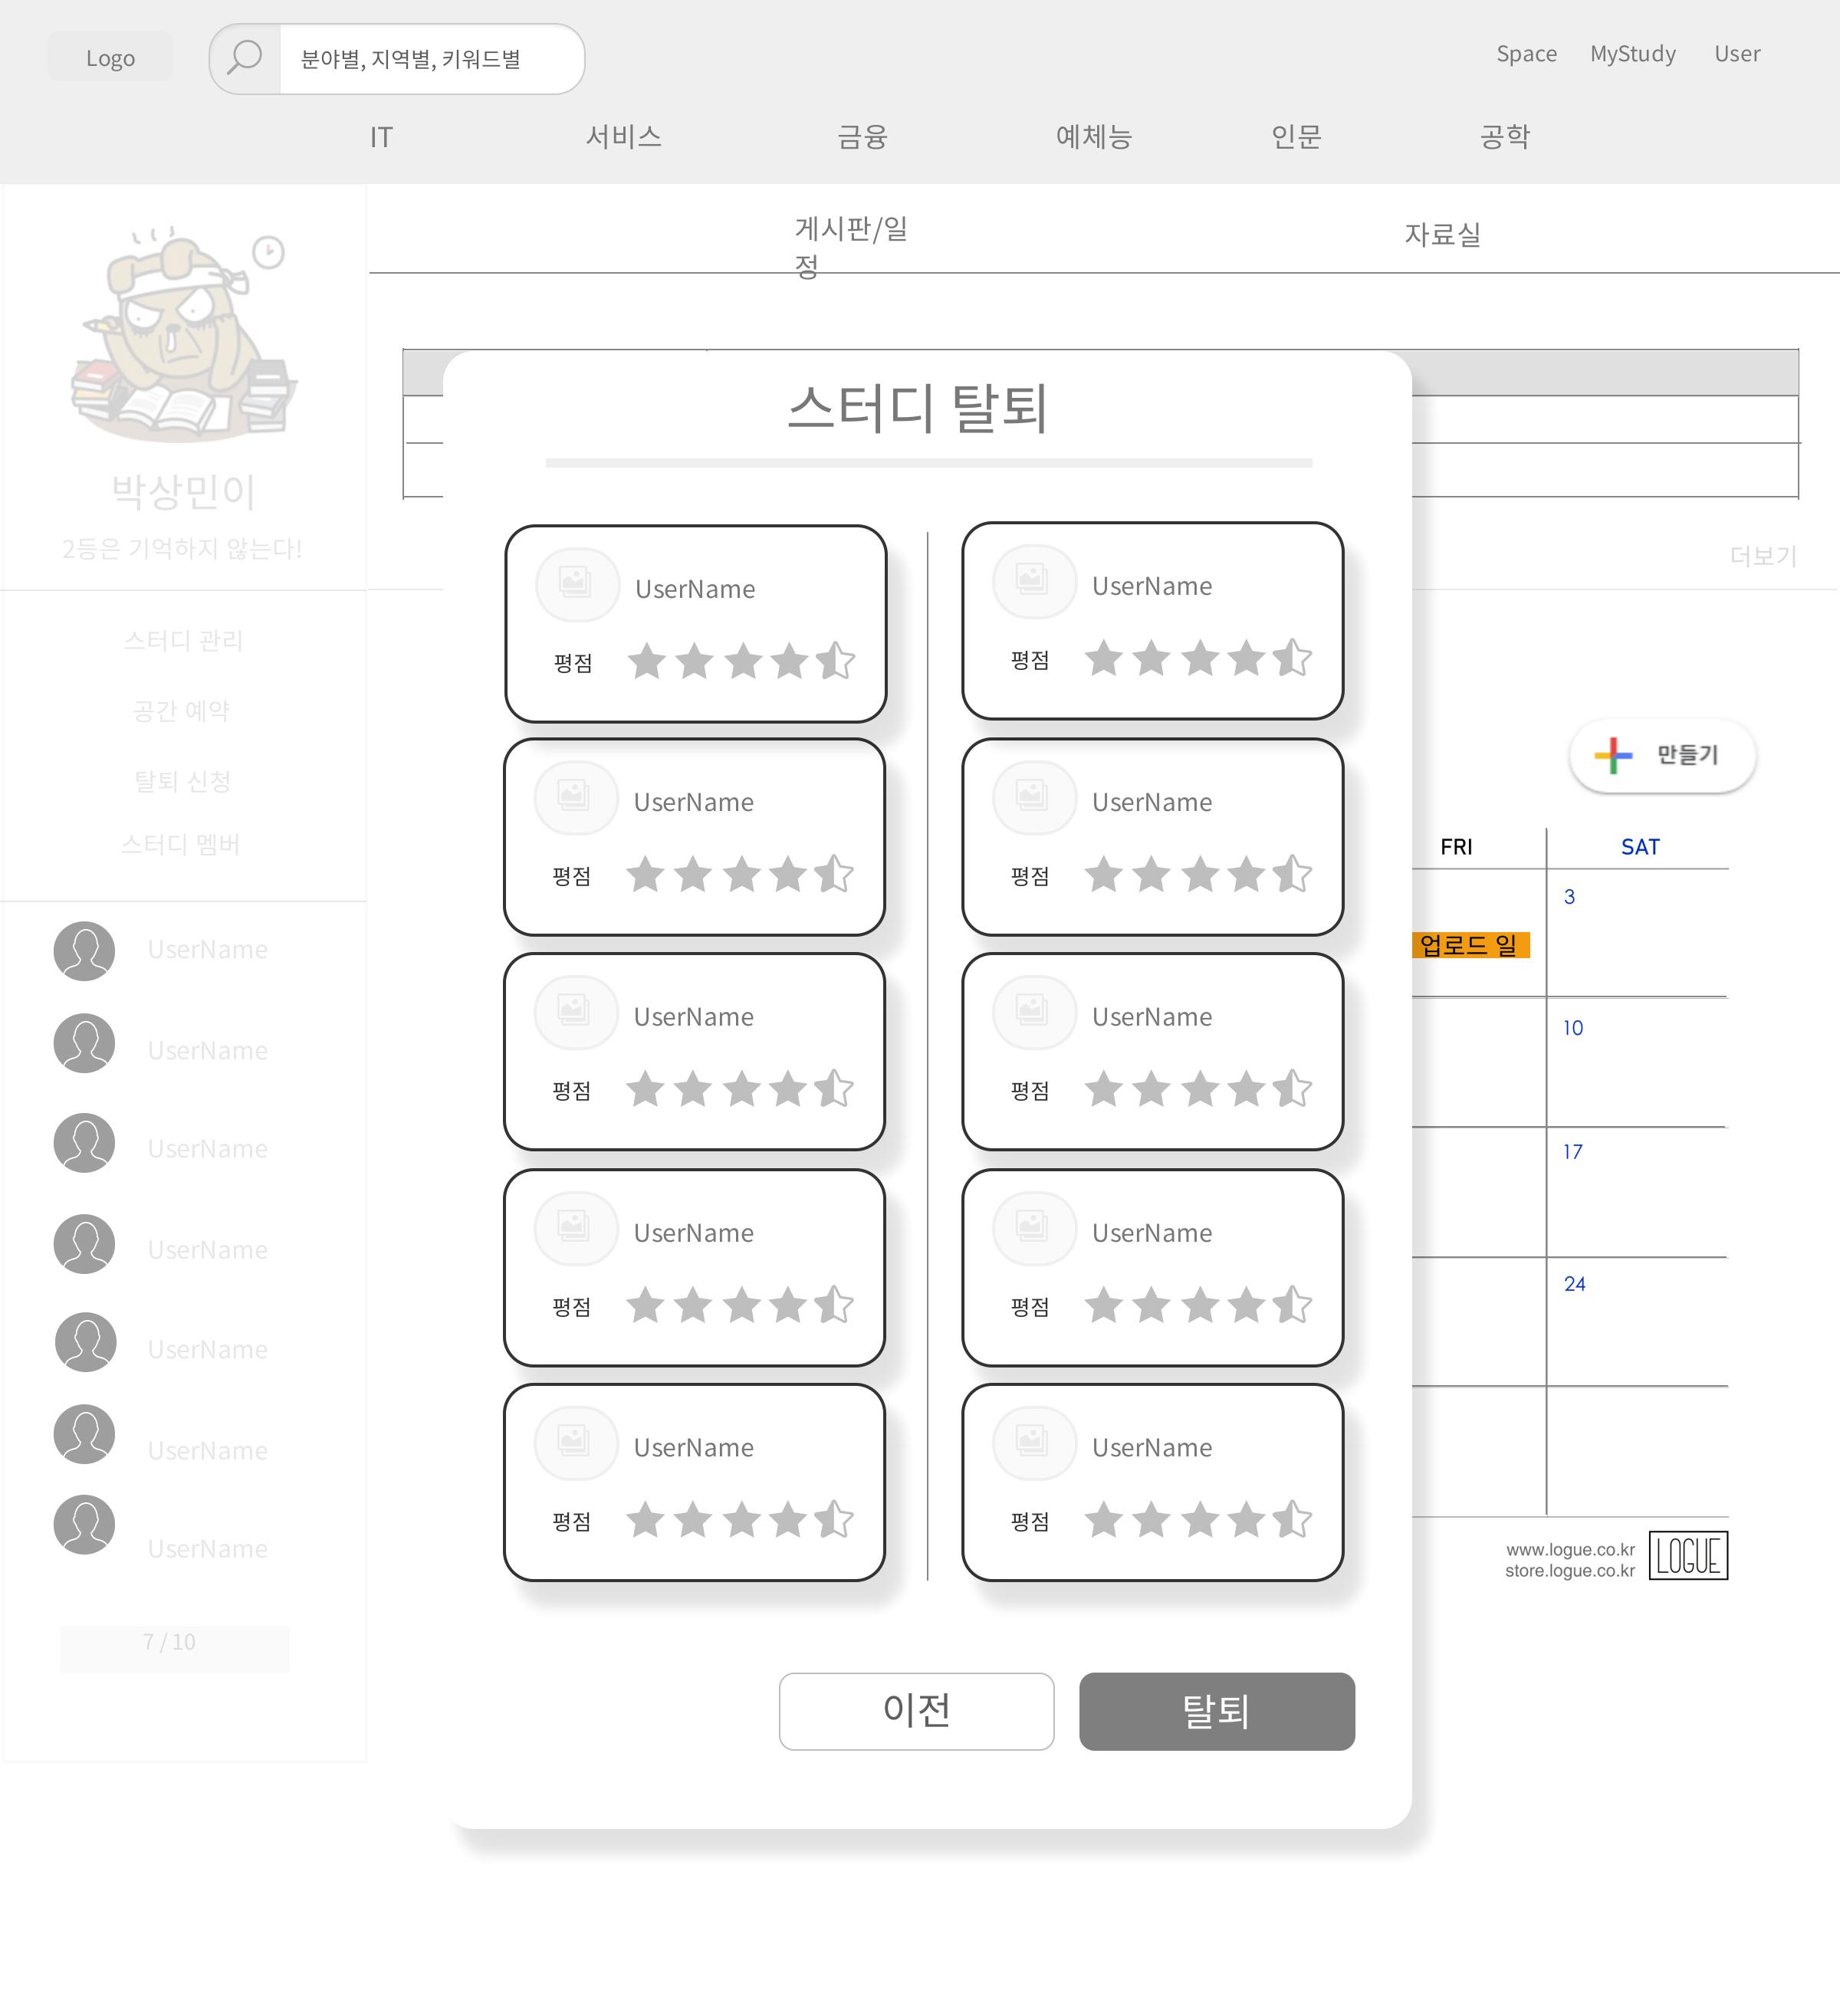 Logo
분야별, 지역별, 키워드별
Space
MyStudy
User
IT
서비스
금융
예체능
인문
공학
게시판/일
정
자료실
박상민이
2등은 기억하지 않는다!
스터디 관리
공간 예약
탈퇴 신청
스터디 멤버
UserName
UserName
UserName
UserName
UserName
UserName
UserName
7 / 10
스터디 탈퇴
UserName
평점
UserName
평점
UserName
평점
UserName
평점
UserName
평점
UserName
평점
UserName
평점
UserName
평점
UserName
평점
UserName
평점
이전
탈퇴
더보기
만들기
FRI
SAT
3
업로드 일
10
17
24
www.logue.co.kr
store.logue.co.kr
LOGUE